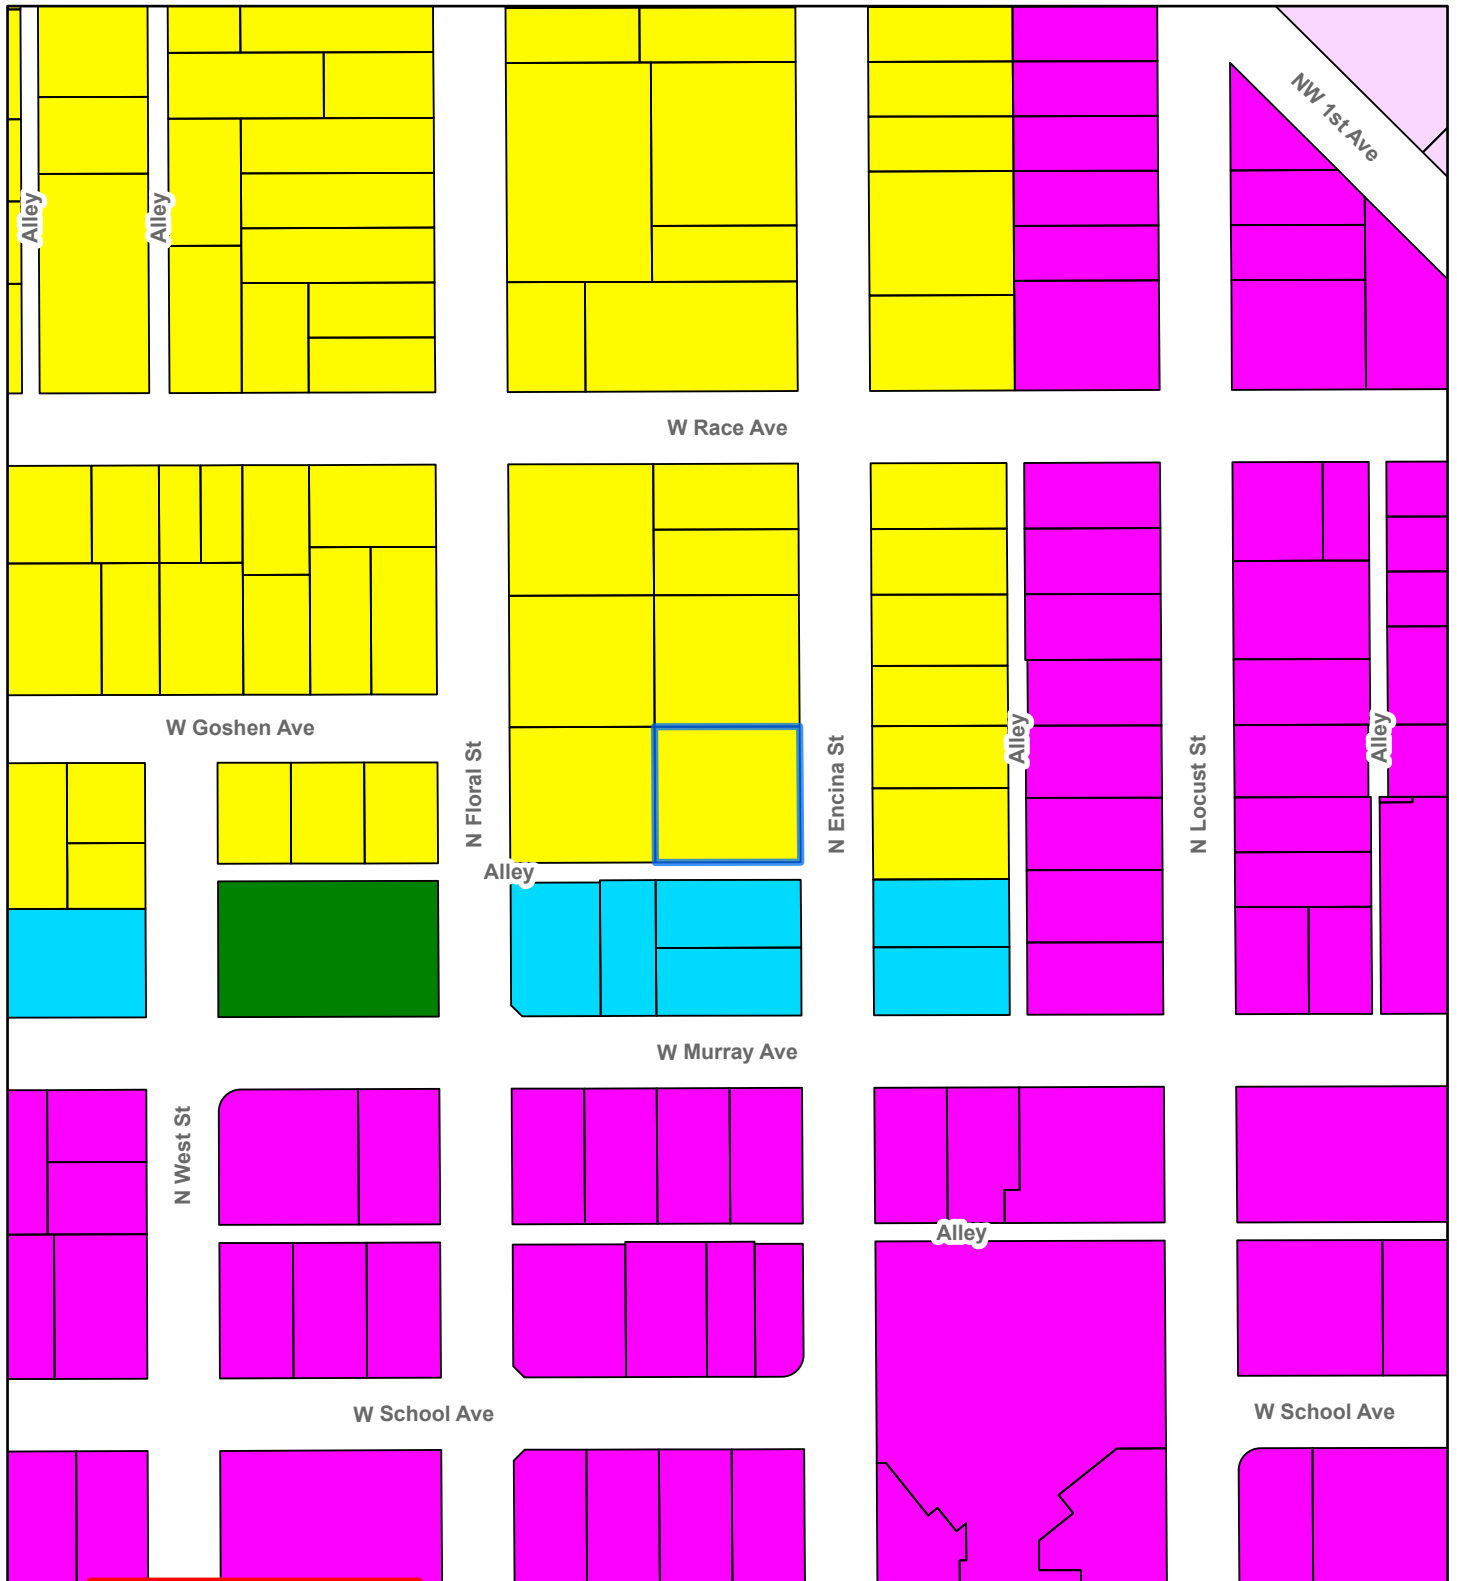 NW 1st Ave
Alley
Alley
W Race Ave
W Goshen Ave
N Floral St
N Encina St
Alley
N Locust St
Alley
Alley
W Murray Ave
N West St
Alley
W School Ave
W School Ave